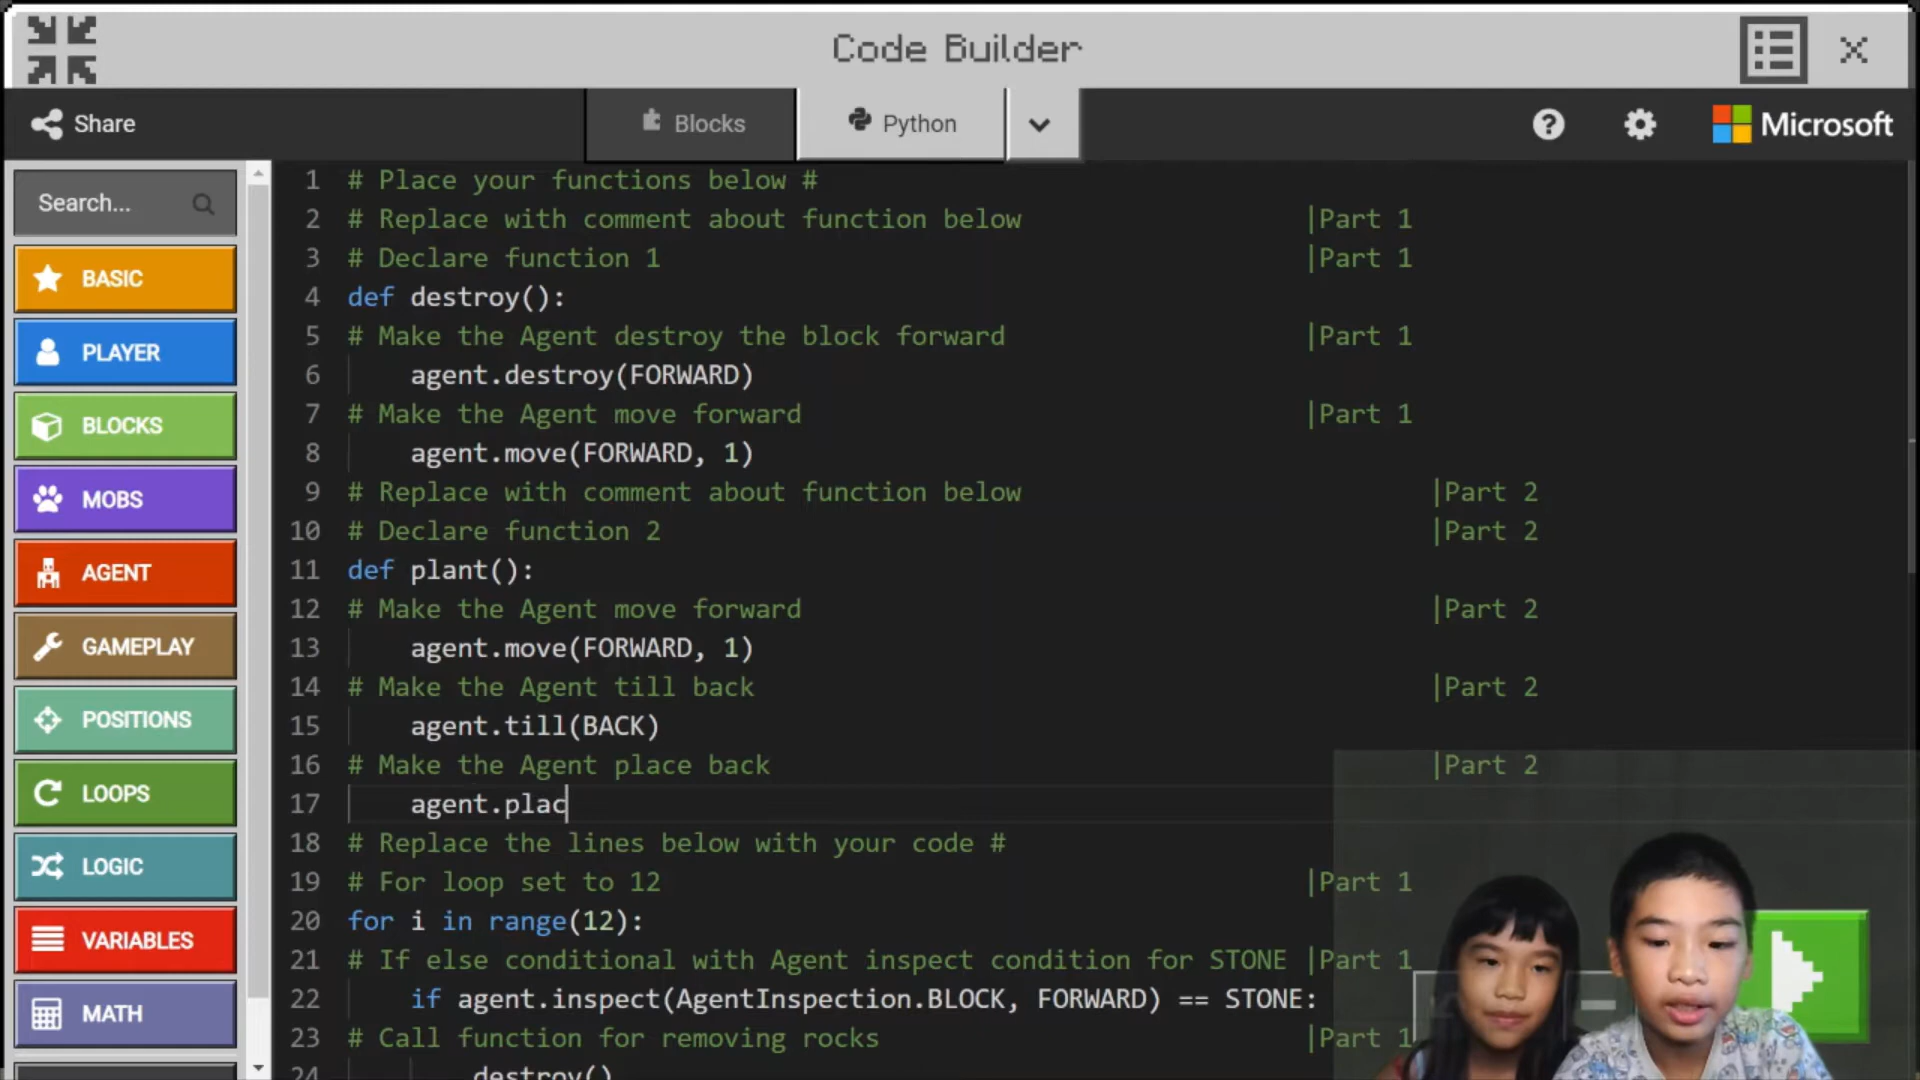 Code Builder
Share
Blocks
Python
Microsoft
Search...
BASIC
PLAYER
BLOCKS
MOBS
AGENT
GAMEPLAY
POSITIONS
LOOPS
LOGIC
VARIABLES
MATH
1 # Place your functions below #
2 # Replace with comment about function below |Part 1
3 # Declare function 1 |Part 1
4 def destroy():
5 # Make the Agent destroy the block forward |Part 1
6 agent.destroy(FORWARD)
7 # Make the Agent move forward |Part 1
8 agent.move(FORWARD, 1)
9 # Replace with comment about function below |Part 2
10 # Declare function 2 |Part 2
11 def plant():
12 # Make the Agent move forward |Part 2
13 agent.move(FORWARD, 1)
14 # Make the Agent till back |Part 2
15 agent.till(BACK)
16 # Make the Agent place back |Part 2
17 agent.plac
18 # Replace the lines below with your code #
19 # For loop set to 12 |Part 1
20 for i in range(12):
21 # If else conditional with Agent inspect condition for STONE |Part 1
22 if agent.inspect(AgentInspection.BLOCK, FORWARD) == STONE:
23 # Call function for removing rocks |Part 1
24 destroy()